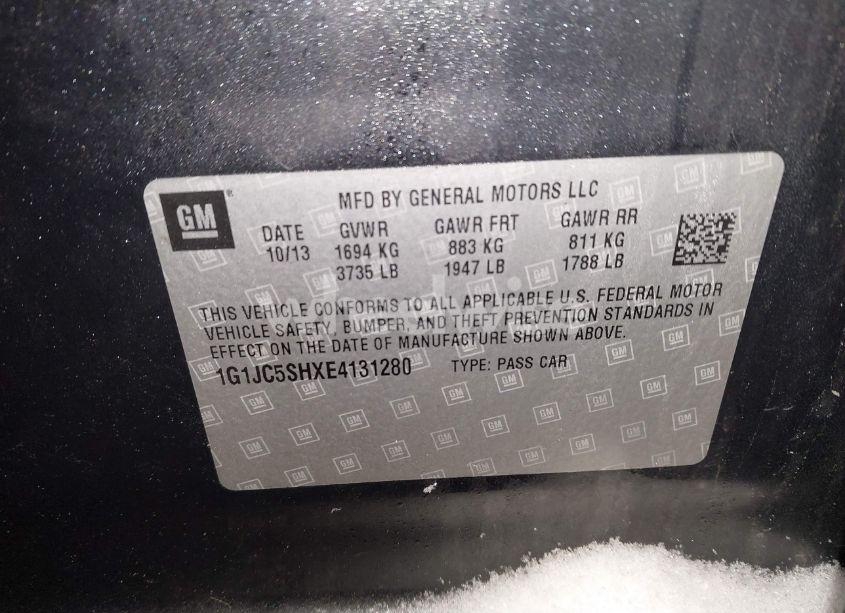 GM
MFD BY GENERAL MOTORS LLC
DATE GVWR GAWR FRT GAWR RR
10/13 1694 KG 883 KG 811 KG
3735 LB 1947 LB 1788 LB
THIS VEHICLE CONFORMS TO ALL APPLICABLE U.S. FEDERAL MOTOR
VEHICLE SAFETY, BUMPER, AND THEFT PREVENTION STANDARDS IN
EFFECT ON THE DATE OF MANUFACTURE SHOWN ABOVE.
1G1JC5SHXE4131280 TYPE: PASS CAR